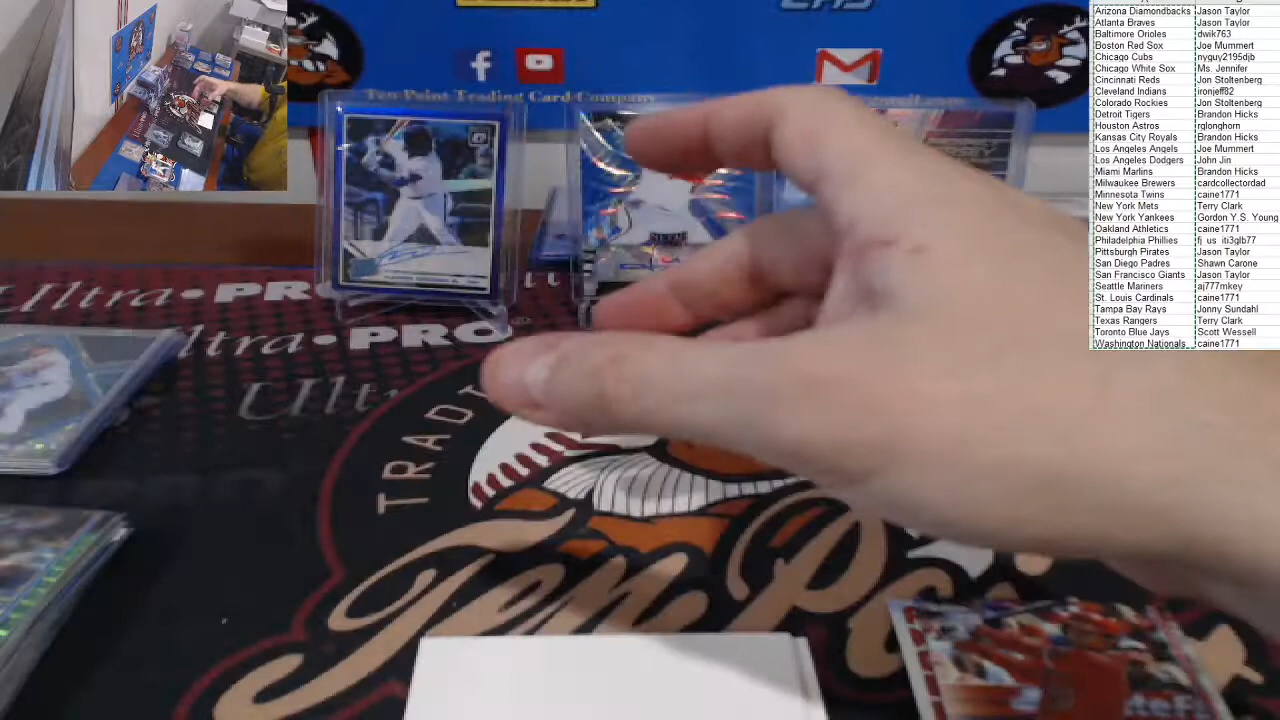 Arizona Diamondbacks Jason Taylor
Atlanta Braves Jason Taylor
Baltimore Orioles dwik763
Boston Red Sox Joe Mummert
Chicago Cubs nyguy2195djb
Chicago White Sox Ms. Jennifer
Cincinnati Reds Jon Stoltenberg
Cleveland Indians ironjeff82
Colorado Rockies Jon Stoltenberg
Detroit Tigers Brandon Hicks
Houston Astros rglonghorn
Kansas City Royals Brandon Hicks
Los Angeles Angels Joe Mummert
Los Angeles Dodgers John Jin
Miami Marlins Brandon Hicks
Milwaukee Brewers cardcollectordad
Minnesota Twins caine1771
New York Mets Terry Clark
New York Yankees Gordon Y.S. Young
Oakland Athletics caine1771
Philadelphia Phillies fj_us_iti3glb77
Pittsburgh Pirates Jason Taylor
San Diego Padres Shawn Carone
San Francisco Giants Jason Taylor
Seattle Mariners aj777mkey
St. Louis Cardinals caine1771
Tampa Bay Rays Jonny Sundahl
Texas Rangers Terry Clark
Toronto Blue Jays Scott Wessell
Washington Nationals caine1771
Ten Point Trading Card Company
Ultra•PRO
ltra•PRO
Ult
TRAD
Ten Po